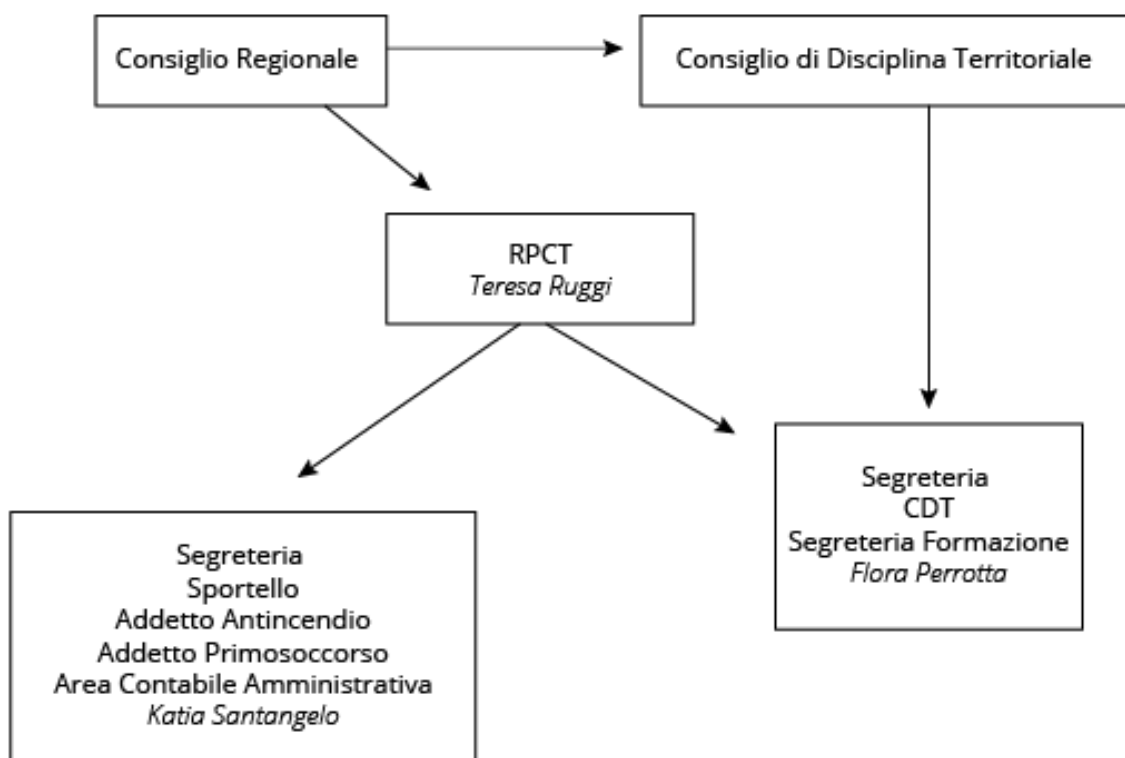 Consiglio Regionale
Consiglio di Disciplina Territoriale
RPCT
Teresa Ruggi
Segreteria
CDT
Segreteria Formazione
Flora Perrotta
Segreteria
Sportello
Addetto Antincendio
Addetto Primosoccorso
Area Contabile Amministrativa
Katia Santangelo